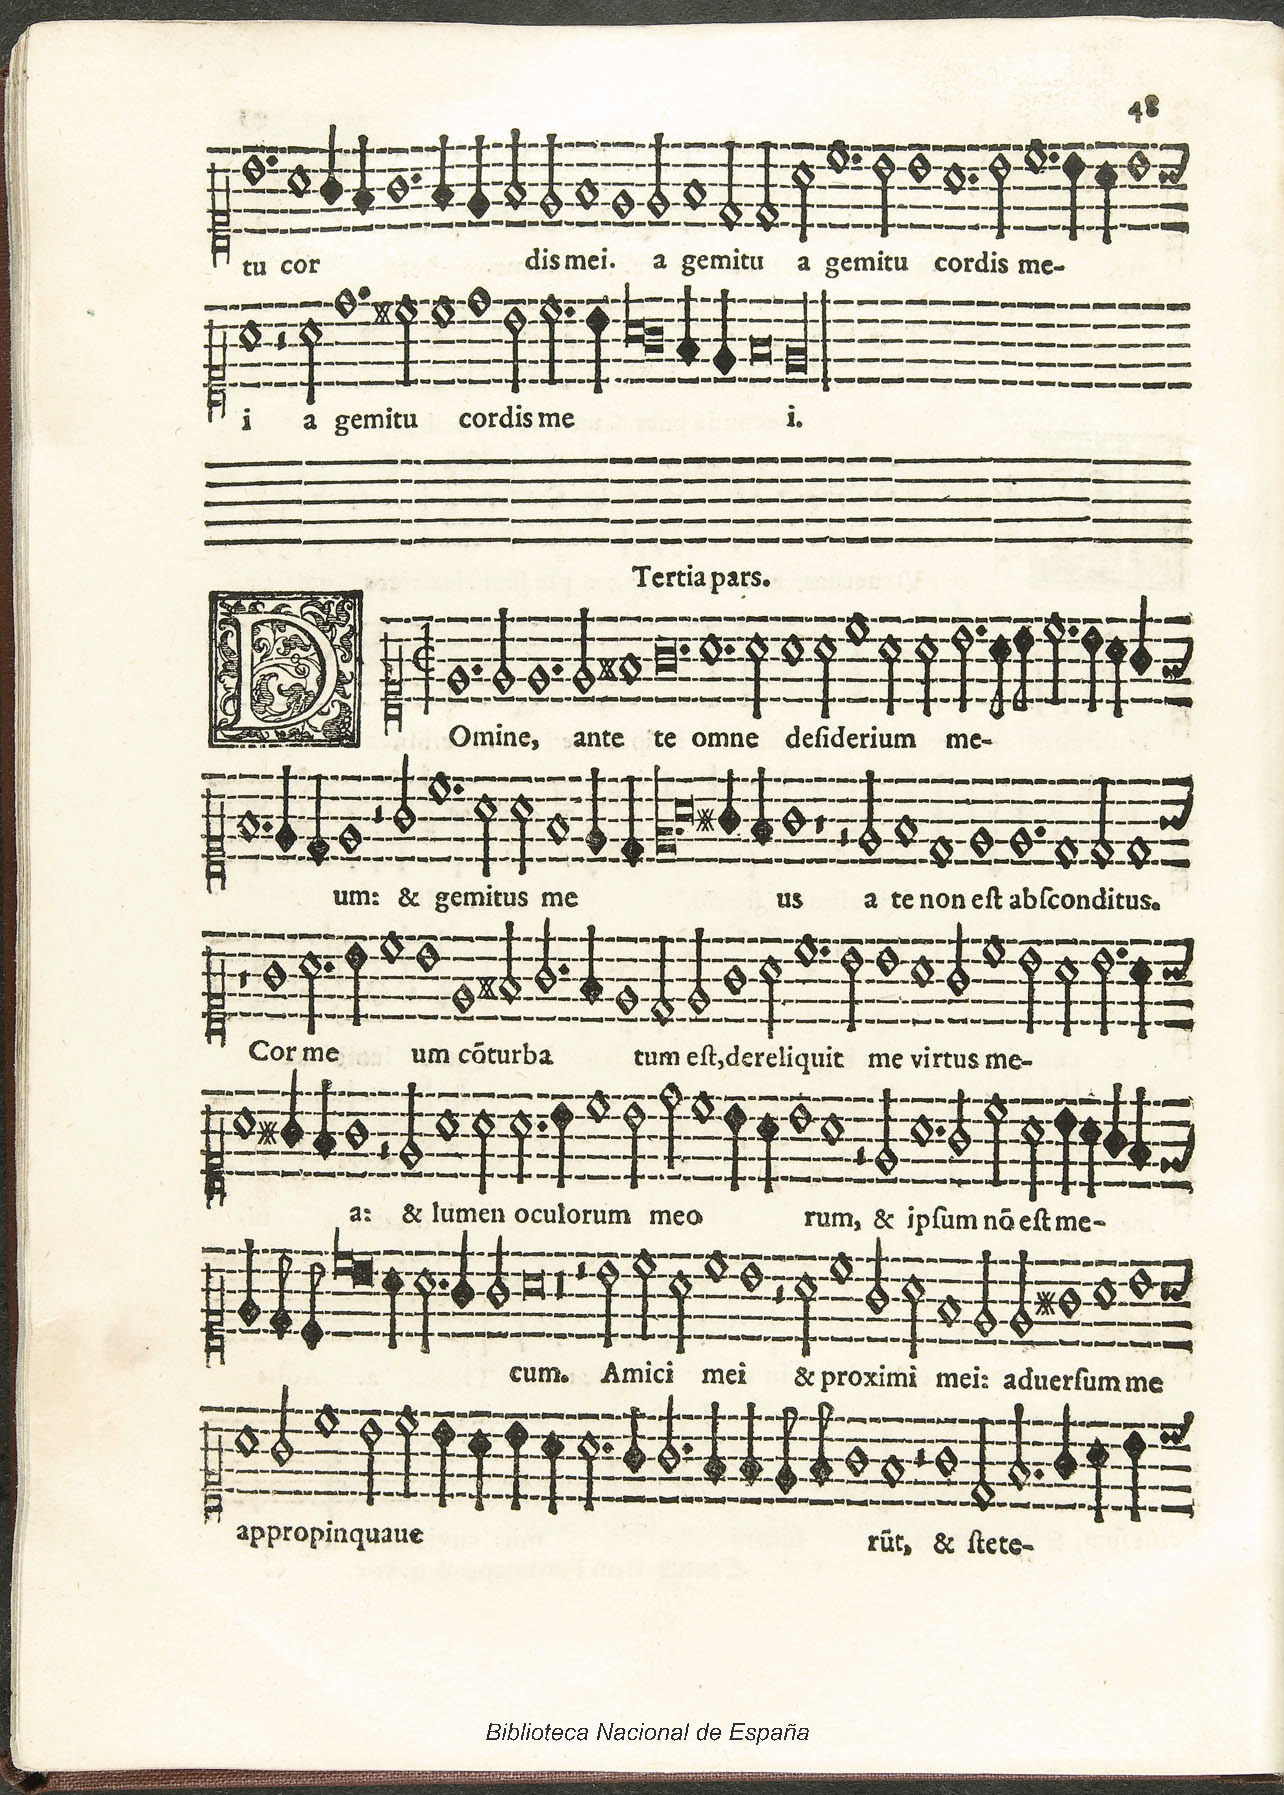 48
tu cor dis mei. a gemitu a gemitu cordis me-
i a gemitu cordis me i.
Tertia pars.
DOmine, ante te omne deſiderium me-
um: & gemitus me us a te non eſt abſconditus.
Cor me um cõturba tum eſt, dereliquit me virtus me-
a: & lumen oculorum meo rum, & ipſum nõ eſt me-
cum. Amici mei & proximi mei: aduerſum me
appropinquaue rũt, & ſtete-
Biblioteca Nacional de España